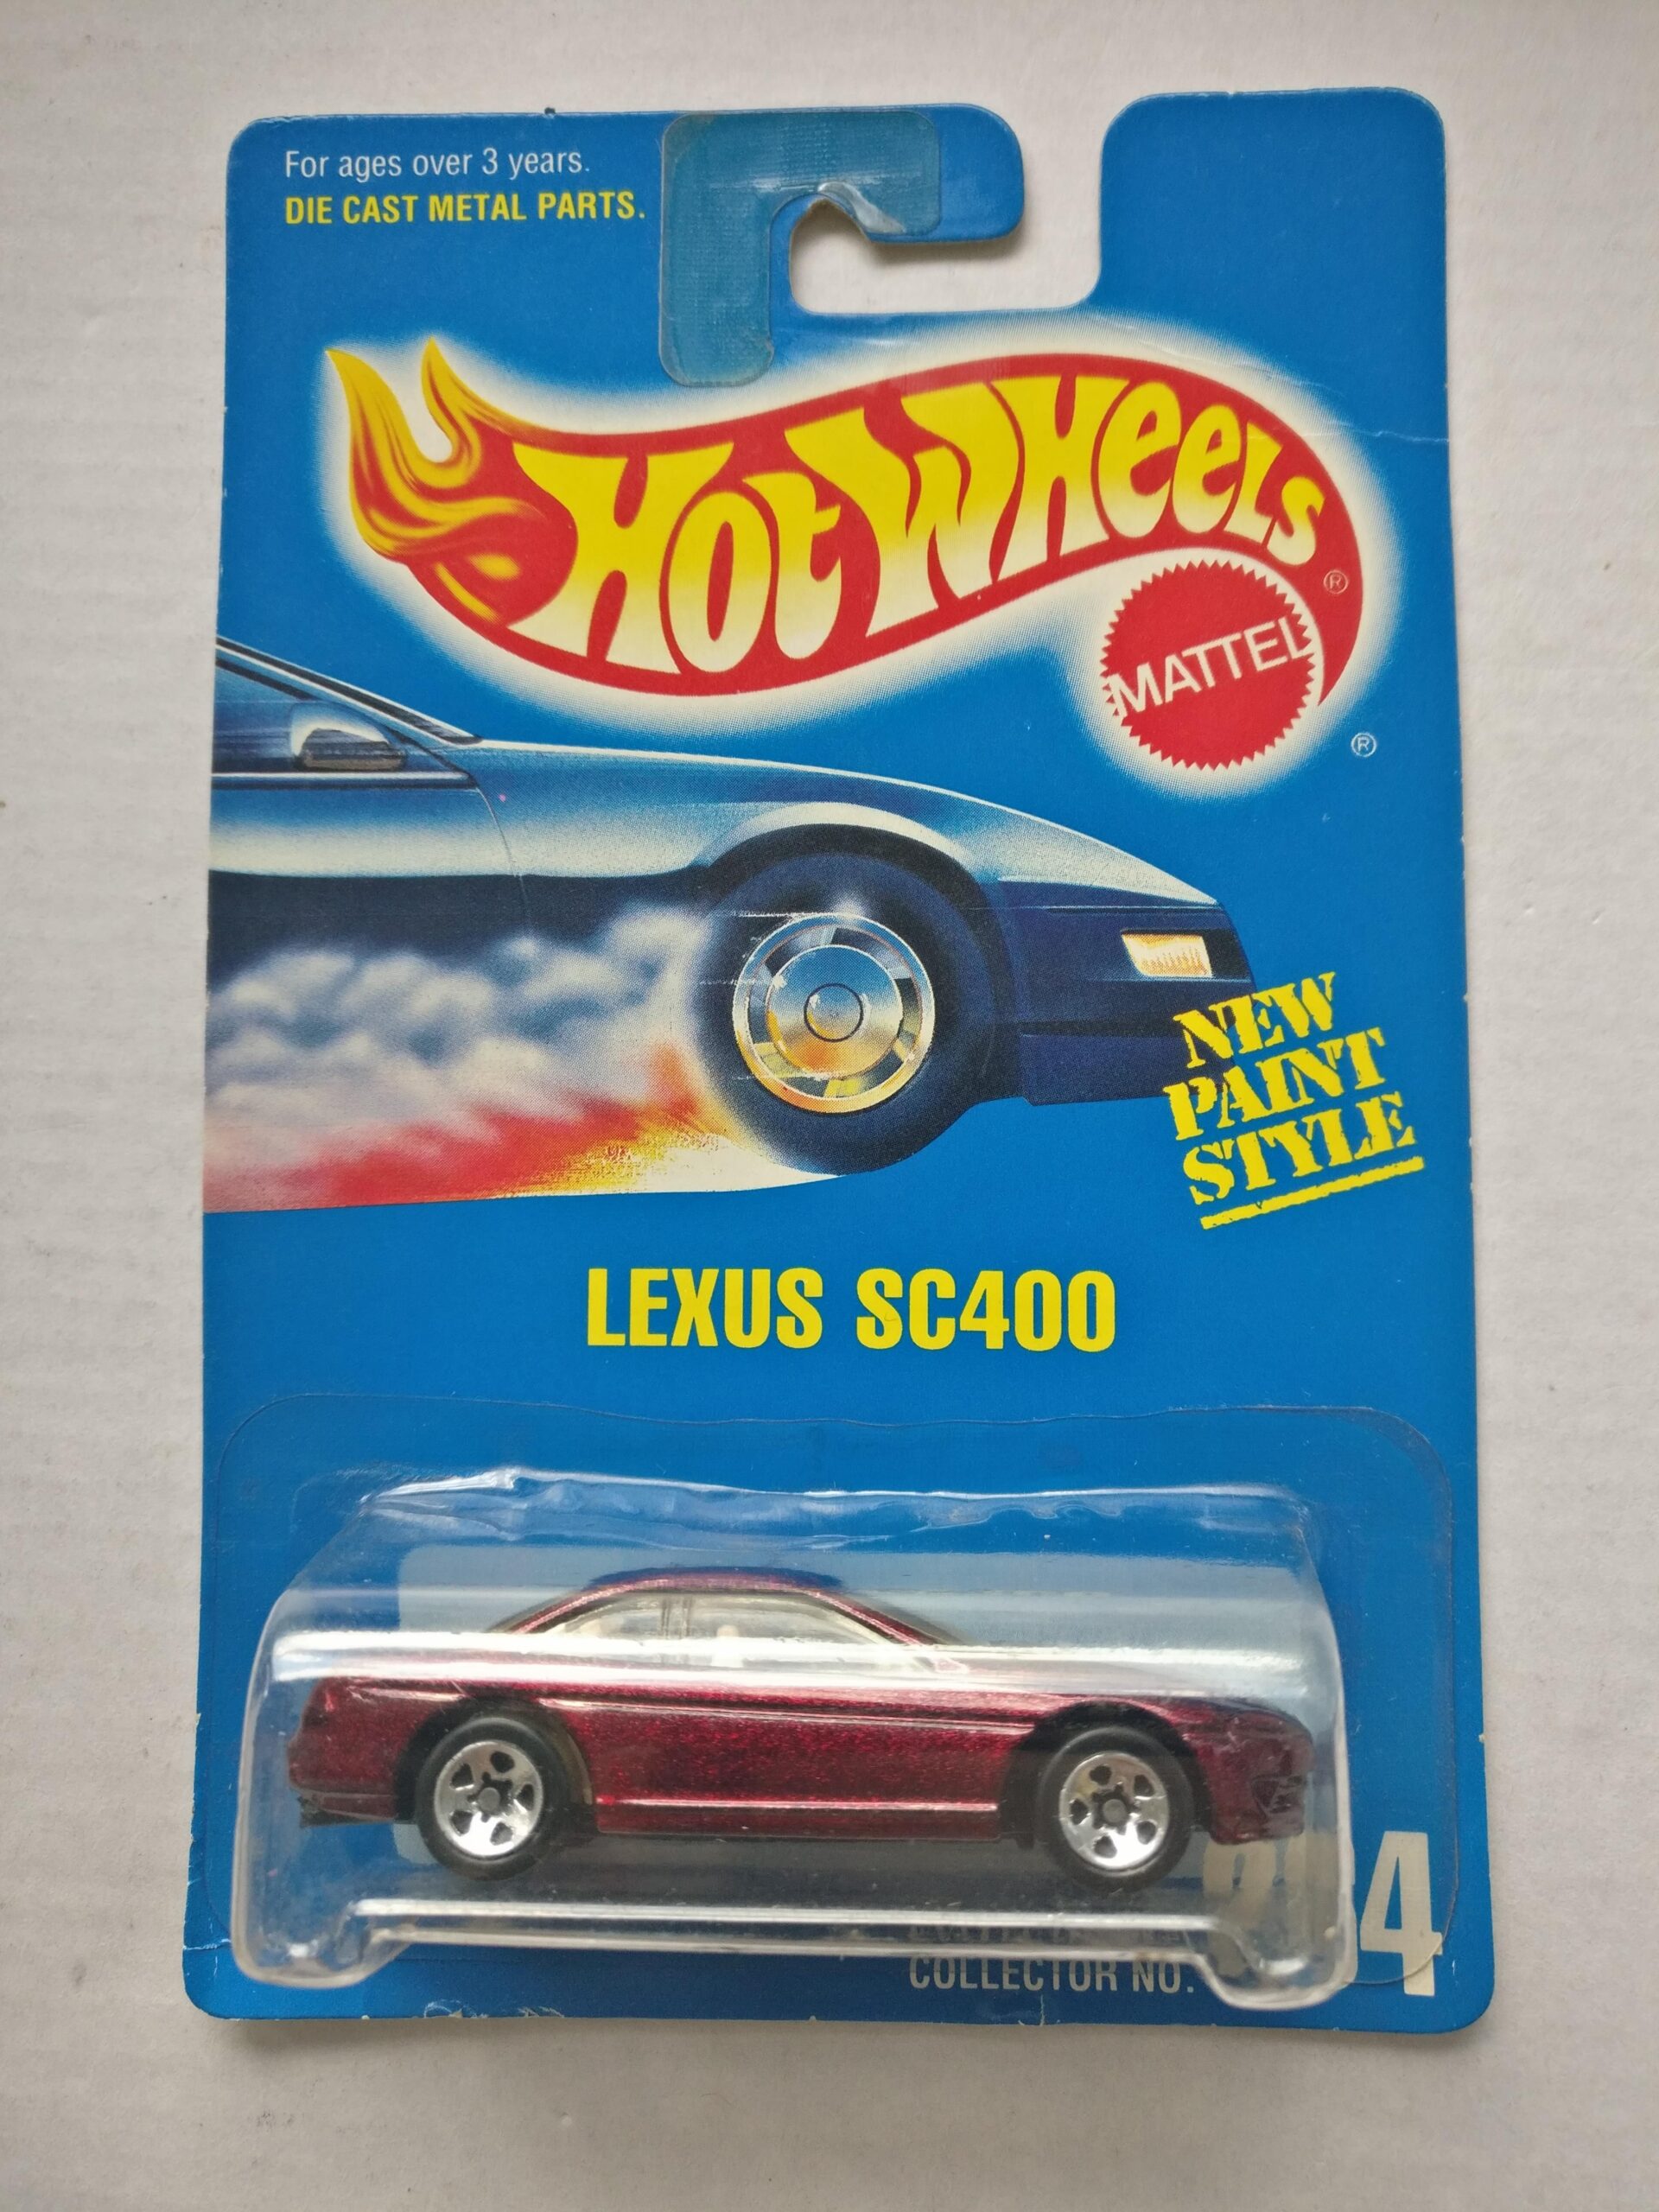 For ages over 3 years.
DIE CAST METAL PARTS.
HOT WHEELS
®
MATTEL
®
NEW
PAINT
STYLE
LEXUS SC400
COLLECTOR NO.